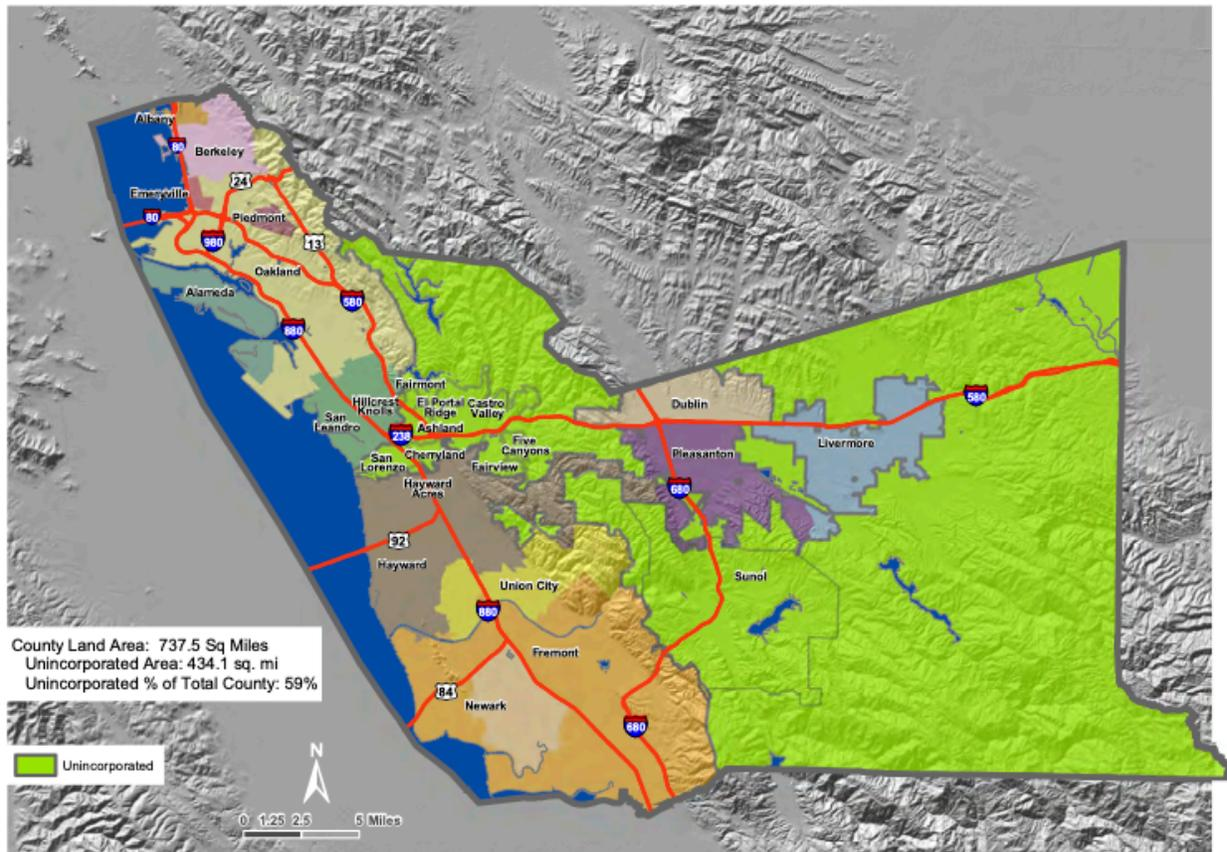 Albany
80
Berkeley
24
Emeryville
80
Piedmont
13
980
Oakland
Alameda
580
880
Fairmont
580
Hillcrest
Knolls
El Portal
Ridge
Castro
Valley
Dublin
San
Leandro
Ashland
238
Livermore
Five
Canyons
Pleasanton
San
Lorenzo
Cherryland
Fairview
Hayward
Acres
680
92
Hayward
Sunol
Union City
880
County Land Area: 737.5 Sq Miles
Unincorporated Area: 434.1 sq. mi
Unincorporated % of Total County: 59%
Fremont
84
Newark
680
Unincorporated
N
0 1.25 2.5 5 Miles